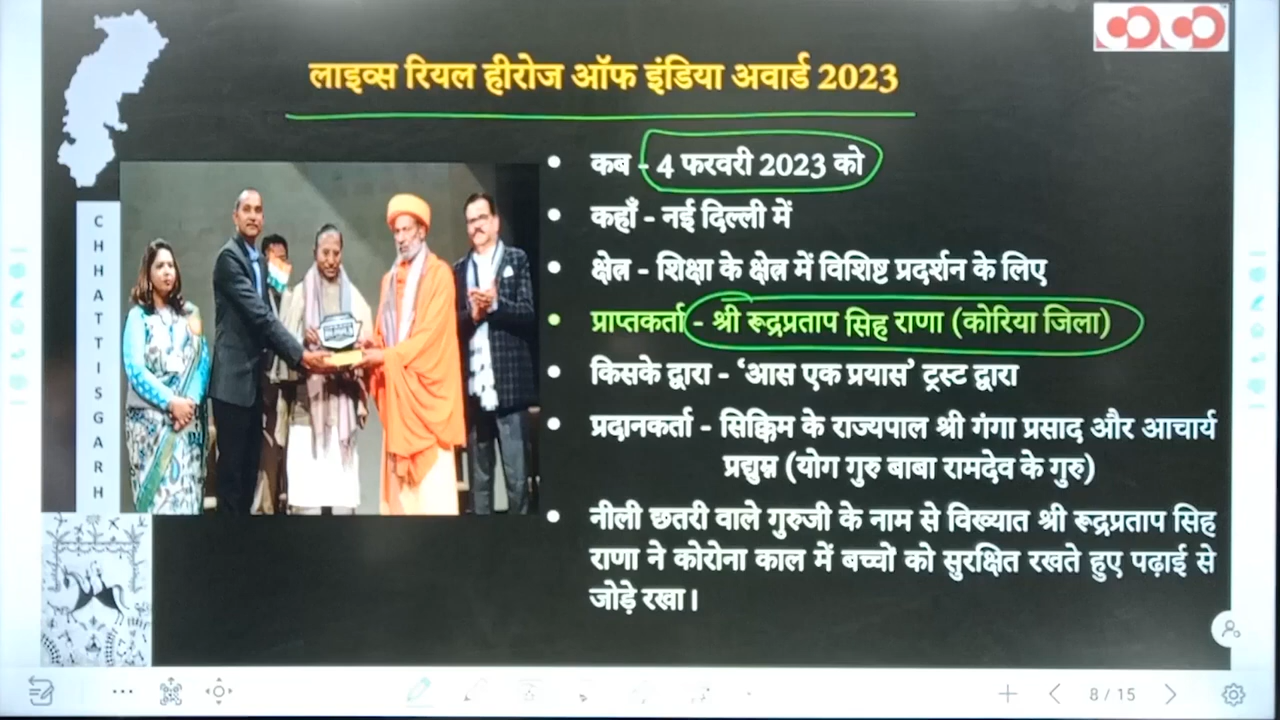 लाइव्स रियल हीरोज ऑफ इंडिया अवार्ड 2023
• कब - 4 फरवरी 2023 को
• कहाँ - नई दिल्ली में
• क्षेत्र - शिक्षा के क्षेत्र में विशिष्ट प्रदर्शन के लिए
• प्राप्तकर्ता - श्री रूद्रप्रताप सिंह राणा (कोरिया जिला)
• किसके द्वारा - ‘आस एक प्रयास’ ट्रस्ट द्वारा
• प्रदानकर्ता - सिक्किम के राज्यपाल श्री गंगा प्रसाद और आचार्य
प्रद्युम्न (योग गुरु बाबा रामदेव के गुरु)
• नीली छतरी वाले गुरुजी के नाम से विख्यात श्री रूद्रप्रताप सिंह
राणा ने कोरोना काल में बच्चों को सुरक्षित रखते हुए पढ़ाई से
जोड़े रखा।
CHHATTISGARH
8 / 15